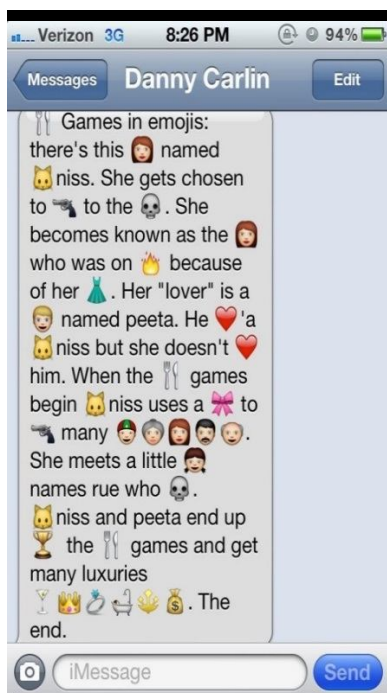 Verizon 3G 8:26 PM 94%
Messages Danny Carlin Edit
🍴 Games in emojis:
there's this 👩 named
🐱niss. She gets chosen
to 🔫 to the 💀. She
becomes known as the 👩
who was on 🔥 because
of her 👗. Her "lover" is a
👱 named peeta. He ❤️'a
🐱niss but she doesn't ❤️
him. When the 🍴 games
begin 🐱niss uses a 🎀 to
🔫 many 👲👵👩👨👴.
She meets a little 👧
names rue who 💀.
🐱niss and peeta end up
🏆 the 🍴 games and get
many luxuries
🍸👑💍🛀🔱💰. The
end.
iMessage Send